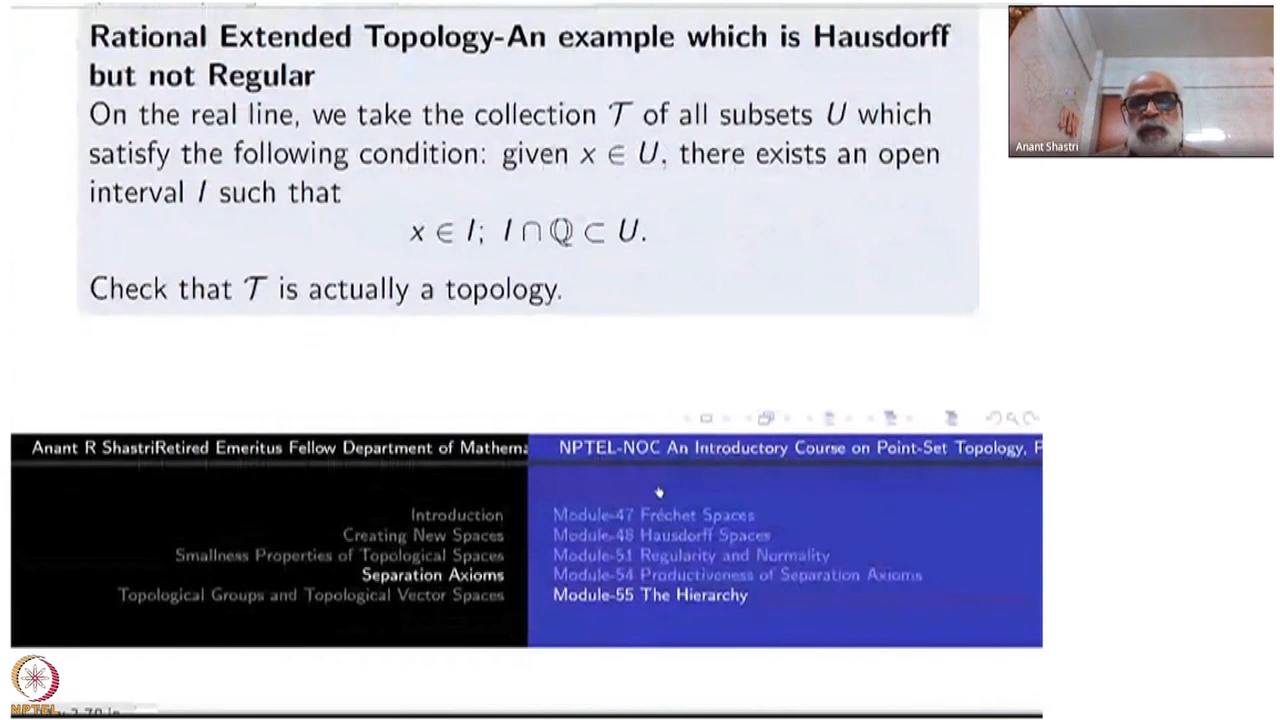 Rational Extended Topology-An example which is Hausdorff
but not Regular
On the real line, we take the collection 𝒯 of all subsets U which
satisfy the following condition: given x ∈ U, there exists an open
interval I such that
x ∈ I; I ∩ ℚ ⊂ U.
Check that 𝒯 is actually a topology.
Anant Shastri
Anant R ShastriRetired Emeritus Fellow Department of Mathema
NPTEL-NOC An Introductory Course on Point-Set Topology, P
Introduction
Creating New Spaces
Smallness Properties of Topological Spaces
Separation Axioms
Topological Groups and Topological Vector Spaces
Module-47 Fréchet Spaces
Module-48 Hausdorff Spaces
Module-51 Regularity and Normality
Module-54 Productiveness of Separation Axioms
Module-55 The Hierarchy
NPTEL